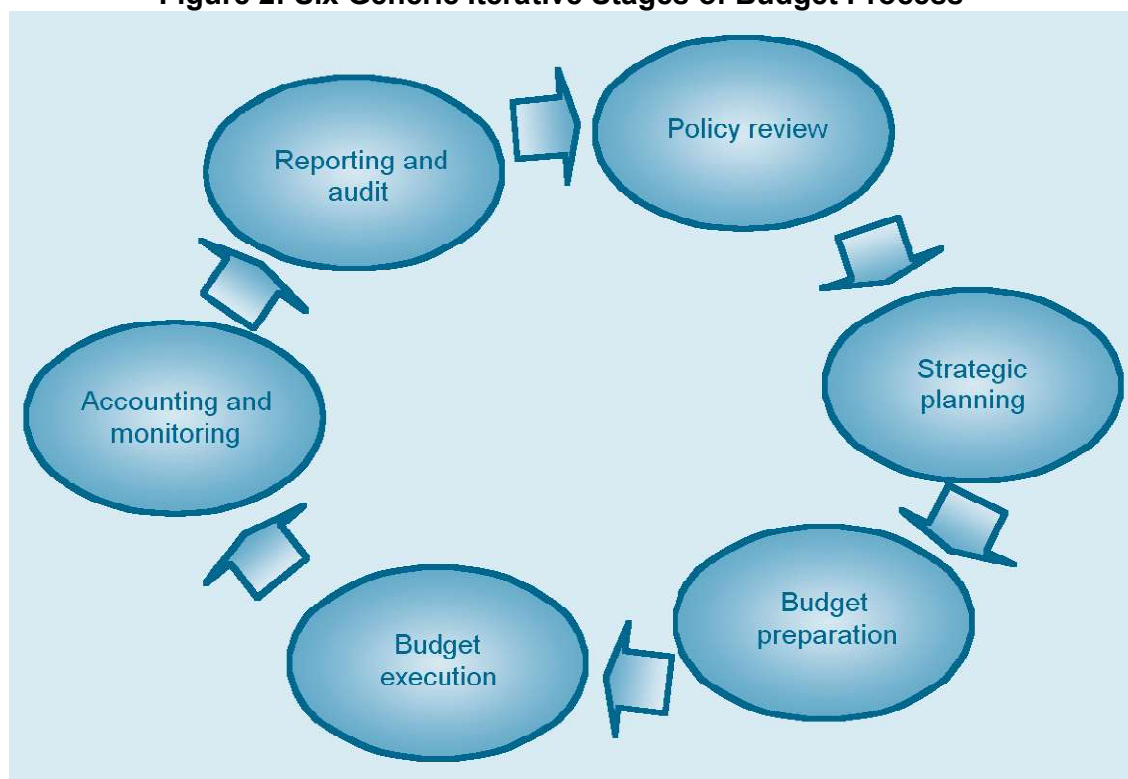 Figure 2: Six Generic Iterative Stages of Budget Process
Policy review
Strategic
planning
Budget
preparation
Budget
execution
Accounting and
monitoring
Reporting and
audit